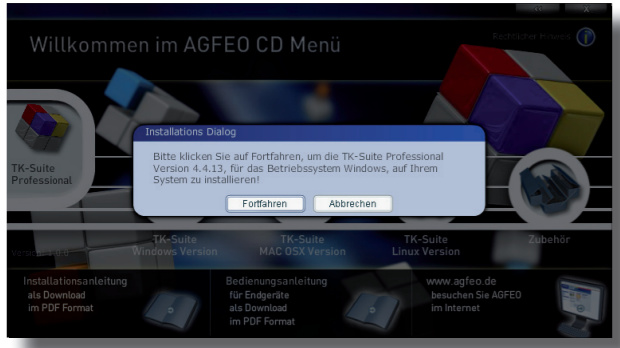 Willkommen im AGFEO CD Menü
Rechtlicher Hinweis
Installations Dialog
Bitte klicken Sie auf Fortfahren, um die TK-Suite Professional
Version 4.4.13, für das Betriebssystem Windows, auf Ihrem
System zu installieren!
Fortfahren
Abbrechen
TK-Suite
Professional
TK-Suite
Windows Version
TK-Suite
MAC OSX Version
TK-Suite
Linux Version
Zubehör
Installationsanleitung
als Download
im PDF Format
Bedienungsanleitung
für Endgeräte
als Download
im PDF Format
www.agfeo.de
besuchen Sie AGFEO
im Internet